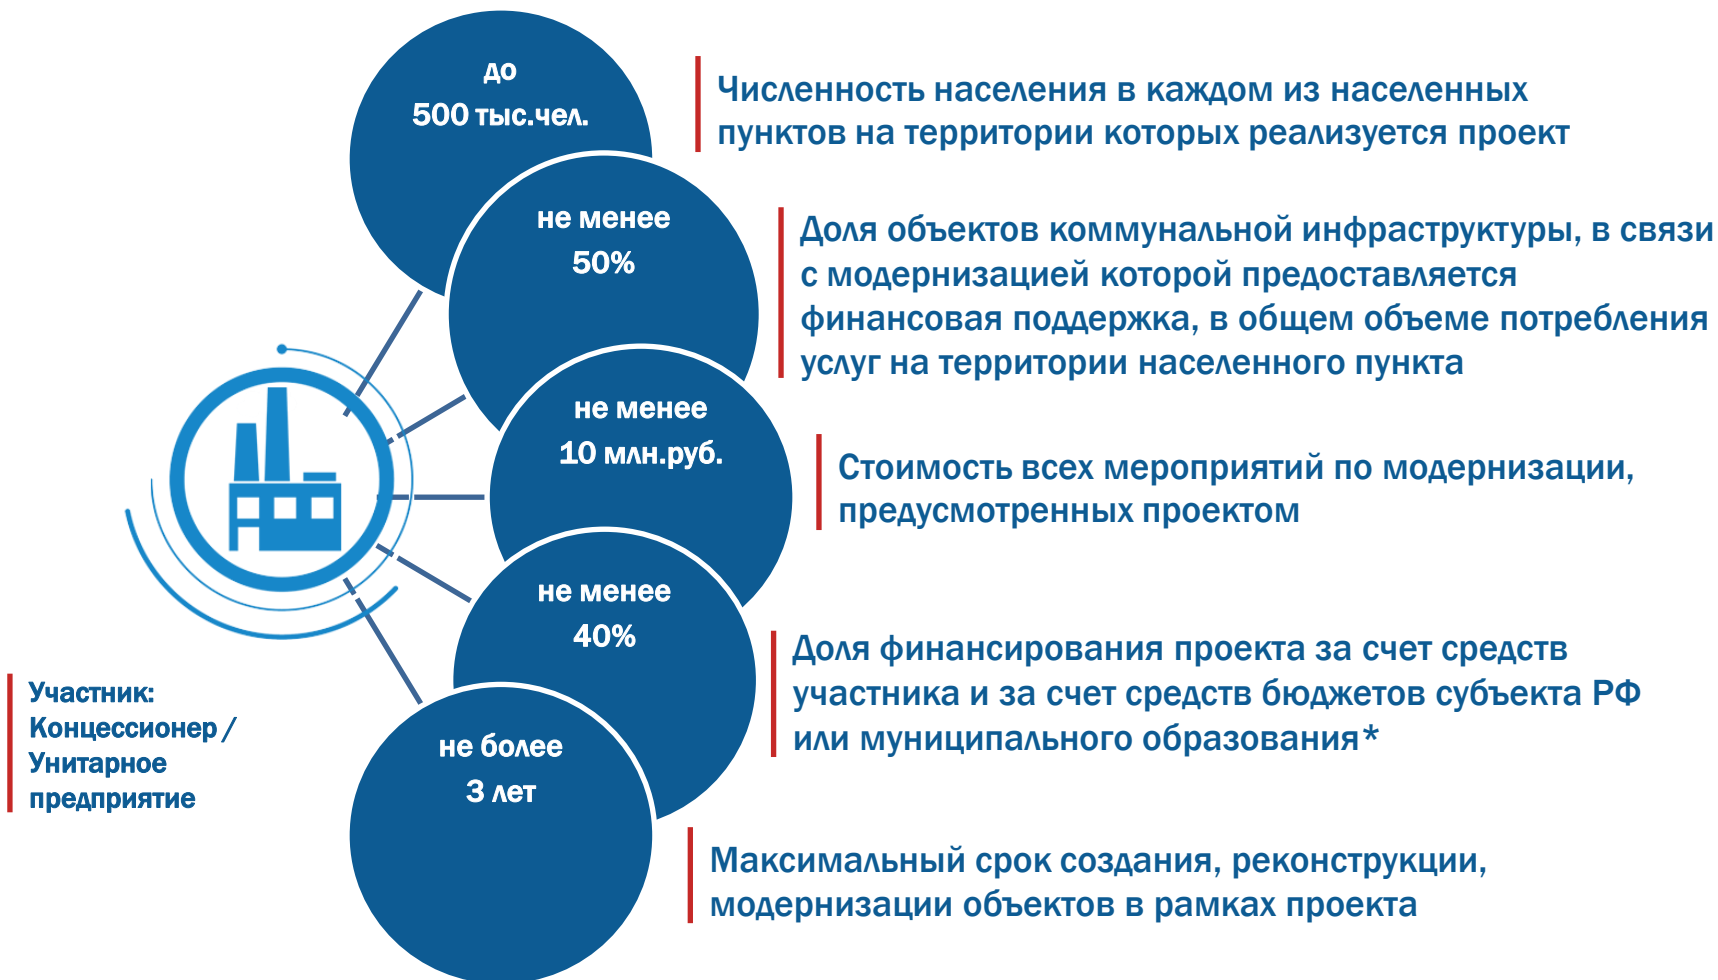 до
500 тыс.чел.
Численность населения в каждом из населенных
пунктов на территории которых реализуется проект
не менее
50%
Доля объектов коммунальной инфраструктуры, в связи
с модернизацией которой предоставляется
финансовая поддержка, в общем объеме потребления
услуг на территории населенного пункта
не менее
10 млн.руб.
Стоимость всех мероприятий по модернизации,
предусмотренных проектом
не менее
40%
Доля финансирования проекта за счет средств
участника и за счет средств бюджетов субъекта РФ
или муниципального образования*
Участник:
Концессионер /
Унитарное
предприятие
не более
3 лет
Максимальный срок создания, реконструкции,
модернизации объектов в рамках проекта